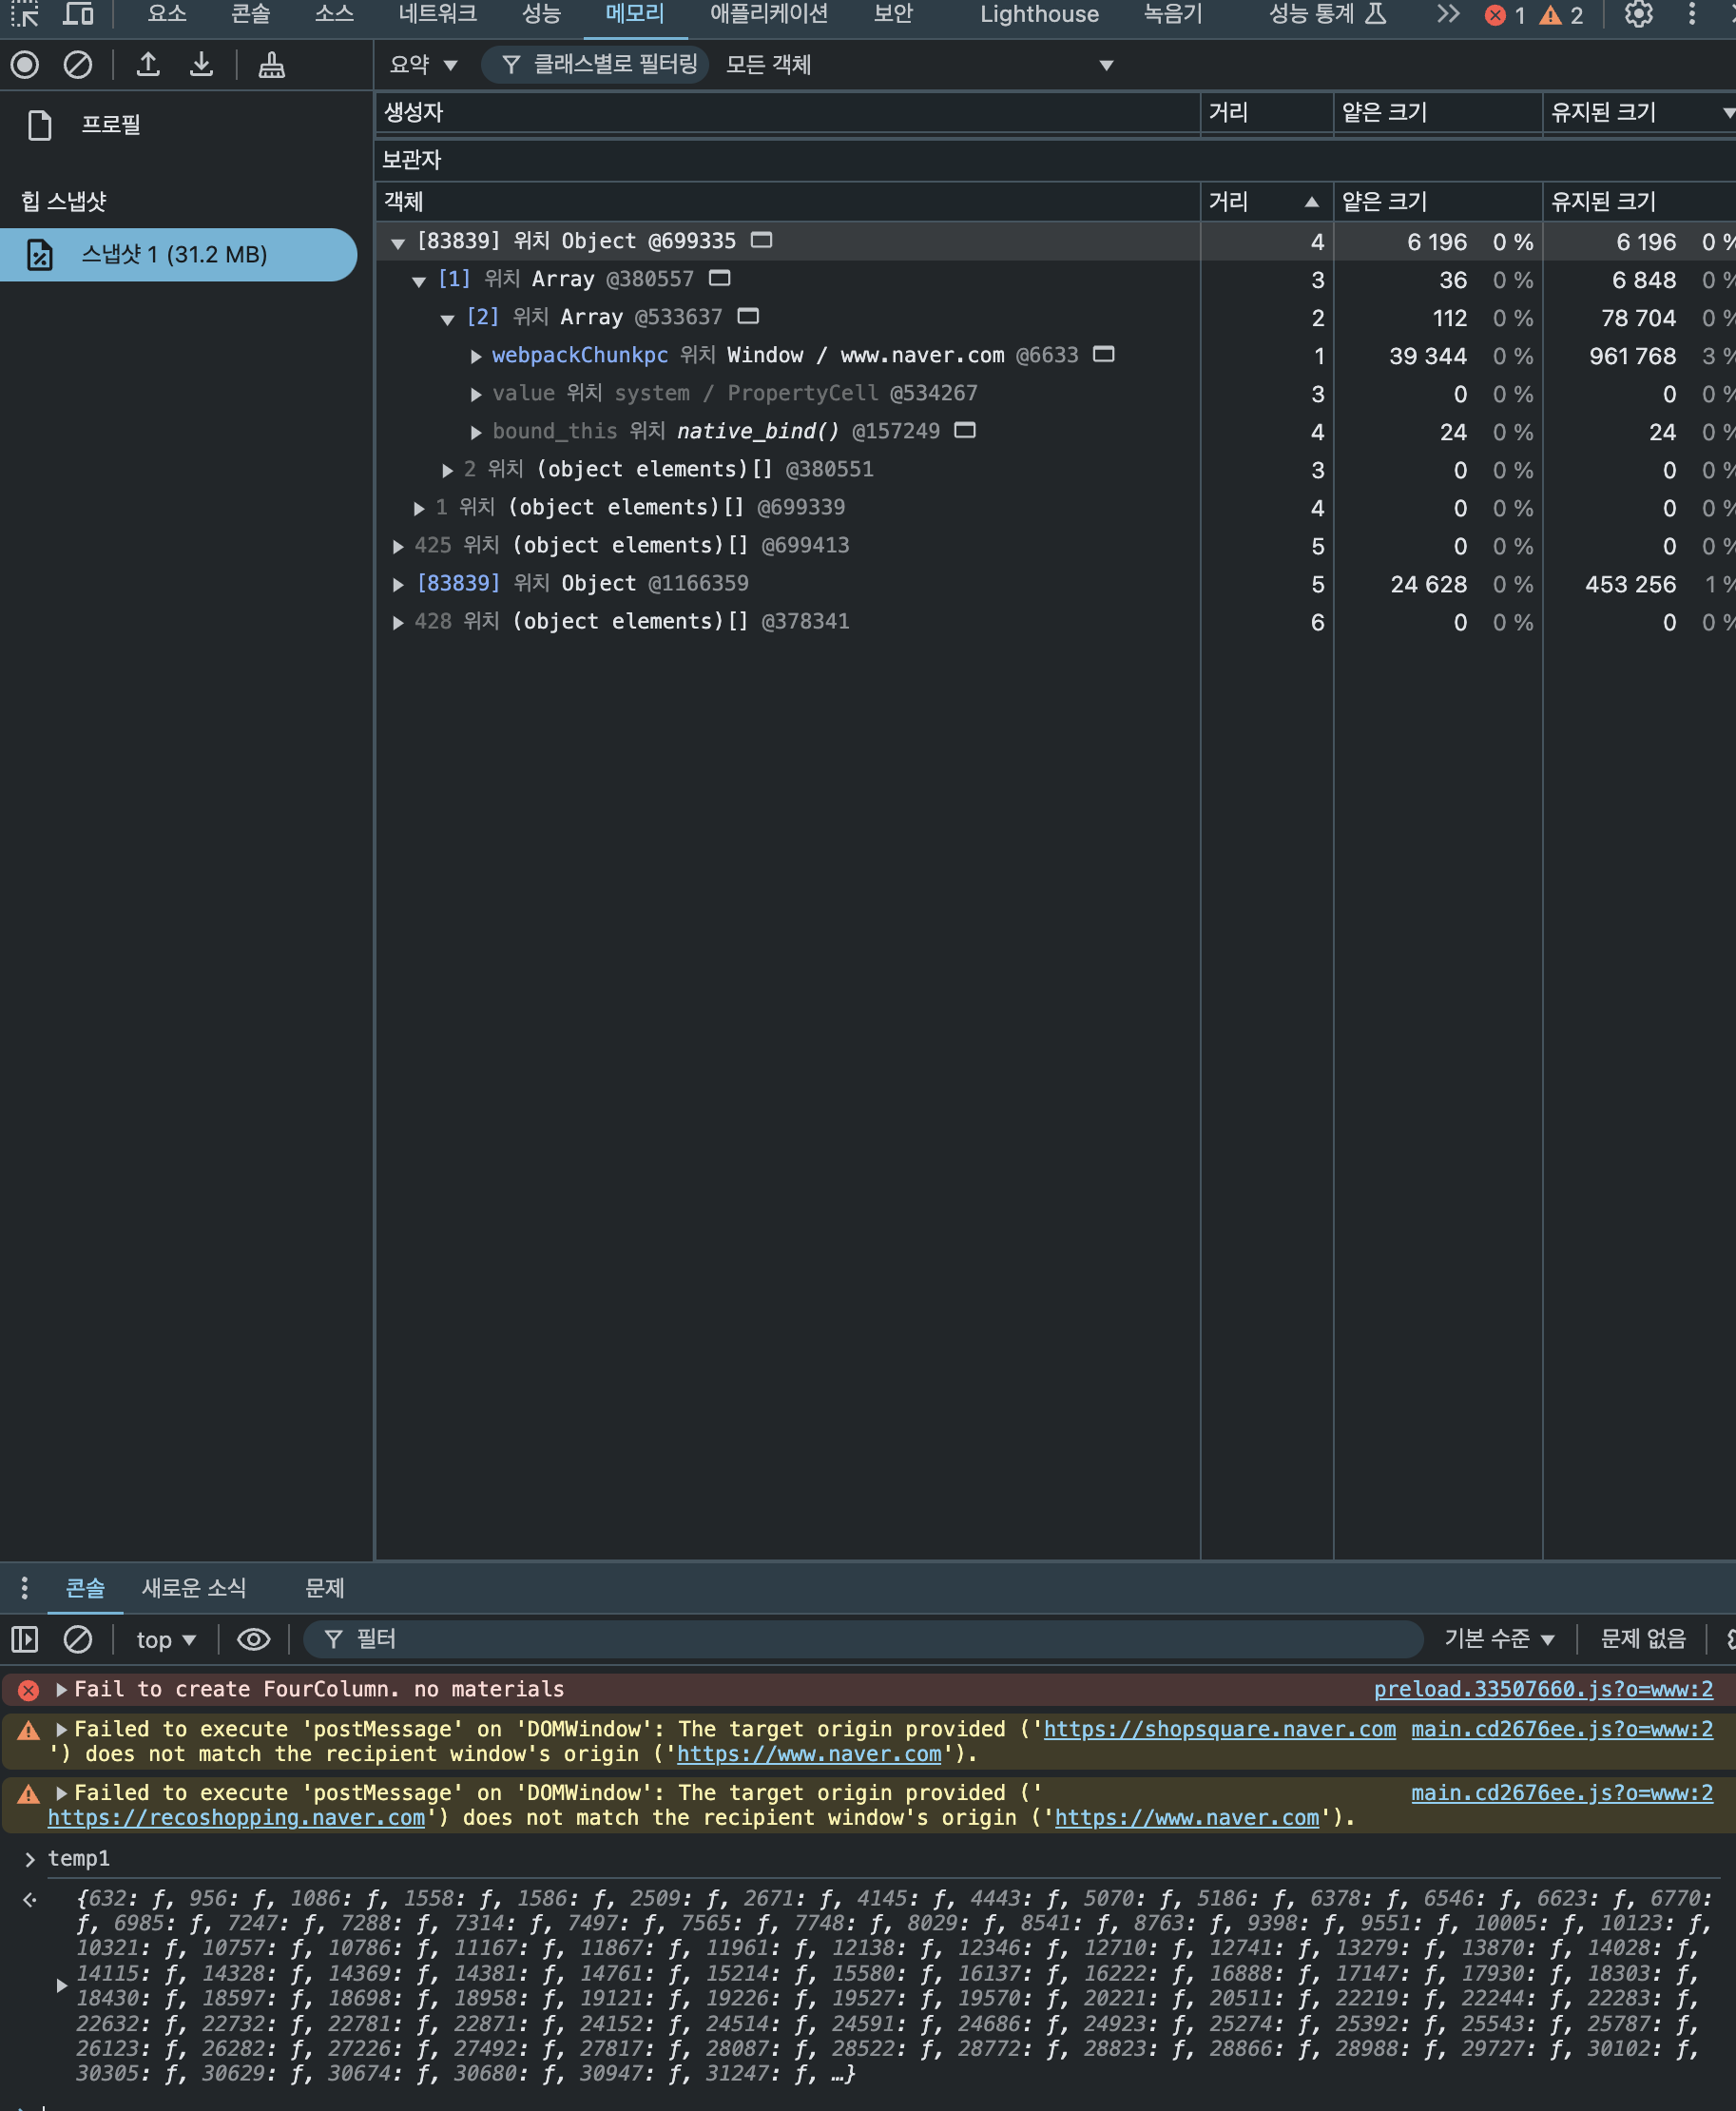 요소 콘솔 소스 네트워크 성능 메모리 애플리케이션 보안 Lighthouse 녹음기 성능 통계 1 2
요약 클래스별로 필터링 모든 객체
프로필
힙 스냅샷
스냅샷 1 (31.2 MB)
생성자 거리 얕은 크기 유지된 크기
보관자
객체 거리 얕은 크기 유지된 크기
[83839] 위치 Object @699335 4 6 196 0 % 6 196 0 %
[1] 위치 Array @380557 3 36 0 % 6 848 0 %
[2] 위치 Array @533637 2 112 0 % 78 704 0 %
webpackChunkpc 위치 Window / www.naver.com @6633 1 39 344 0 % 961 768 3 %
value 위치 system / PropertyCell @534267 3 0 0 % 0 0 %
bound_this 위치 native_bind() @157249 4 24 0 % 24 0 %
2 위치 (object elements)[] @380551 3 0 0 % 0 0 %
1 위치 (object elements)[] @699339 4 0 0 % 0 0 %
425 위치 (object elements)[] @699413 5 0 0 % 0 0 %
[83839] 위치 Object @1166359 5 24 628 0 % 453 256 1 %
428 위치 (object elements)[] @378341 6 0 0 % 0 0 %
콘솔 새로운 소식 문제
top 필터 기본 수준 문제 없음
Fail to create FourColumn. no materials preload.33507660.js?o=www:2
Failed to execute 'postMessage' on 'DOMWindow': The target origin provided ('https://shopsquare.naver.com main.cd2676ee.js?o=www:2
') does not match the recipient window's origin ('https://www.naver.com').
Failed to execute 'postMessage' on 'DOMWindow': The target origin provided (' main.cd2676ee.js?o=www:2
https://recoshopping.naver.com') does not match the recipient window's origin ('https://www.naver.com').
temp1
{632: ƒ, 956: ƒ, 1086: ƒ, 1558: ƒ, 1586: ƒ, 2509: ƒ, 2671: ƒ, 4145: ƒ, 4443: ƒ, 5070: ƒ, 5186: ƒ, 6378: ƒ, 6546: ƒ, 6623: ƒ, 6770:
ƒ, 6985: ƒ, 7247: ƒ, 7288: ƒ, 7314: ƒ, 7497: ƒ, 7565: ƒ, 7748: ƒ, 8029: ƒ, 8541: ƒ, 8763: ƒ, 9398: ƒ, 9551: ƒ, 10005: ƒ, 10123: ƒ,
10321: ƒ, 10757: ƒ, 10786: ƒ, 11167: ƒ, 11867: ƒ, 11961: ƒ, 12138: ƒ, 12346: ƒ, 12710: ƒ, 12741: ƒ, 13279: ƒ, 13870: ƒ, 14028: ƒ,
14115: ƒ, 14328: ƒ, 14369: ƒ, 14381: ƒ, 14761: ƒ, 15214: ƒ, 15580: ƒ, 16137: ƒ, 16222: ƒ, 16888: ƒ, 17147: ƒ, 17930: ƒ, 18303: ƒ,
18430: ƒ, 18597: ƒ, 18698: ƒ, 18958: ƒ, 19121: ƒ, 19226: ƒ, 19527: ƒ, 19570: ƒ, 20221: ƒ, 20511: ƒ, 22219: ƒ, 22244: ƒ, 22283: ƒ,
22632: ƒ, 22732: ƒ, 22781: ƒ, 22871: ƒ, 24152: ƒ, 24514: ƒ, 24591: ƒ, 24686: ƒ, 24923: ƒ, 25274: ƒ, 25392: ƒ, 25543: ƒ, 25787: ƒ,
26123: ƒ, 26282: ƒ, 27226: ƒ, 27492: ƒ, 27817: ƒ, 28087: ƒ, 28522: ƒ, 28772: ƒ, 28823: ƒ, 28866: ƒ, 28988: ƒ, 29727: ƒ, 30102: ƒ,
30305: ƒ, 30629: ƒ, 30674: ƒ, 30680: ƒ, 30947: ƒ, 31247: ƒ, …}